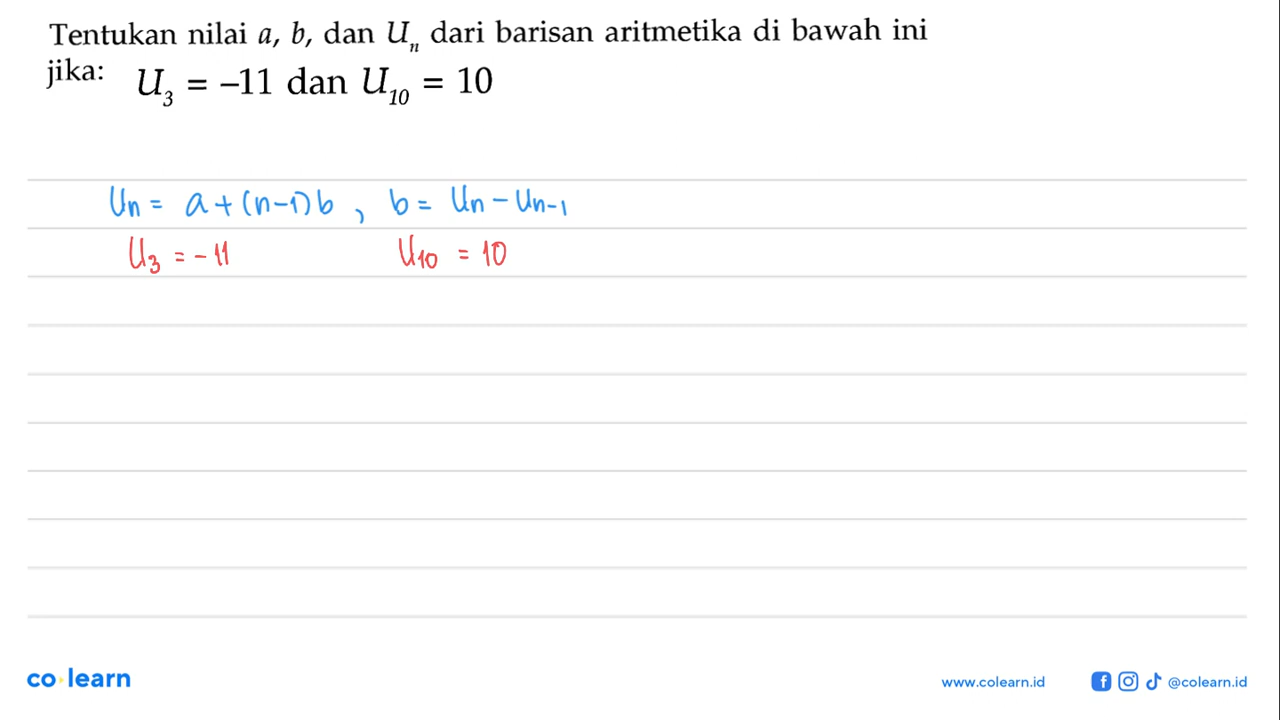 Tentukan nilai a, b, dan Uₙ dari barisan aritmetika di bawah ini
jika: U₃ = –11 dan U₁₀ = 10
Uₙ = a + (n-1)b , b = Uₙ - Uₙ₋₁
U₃ = -11 U₁₀ = 10
co learn
www.colearn.id @colearn.id